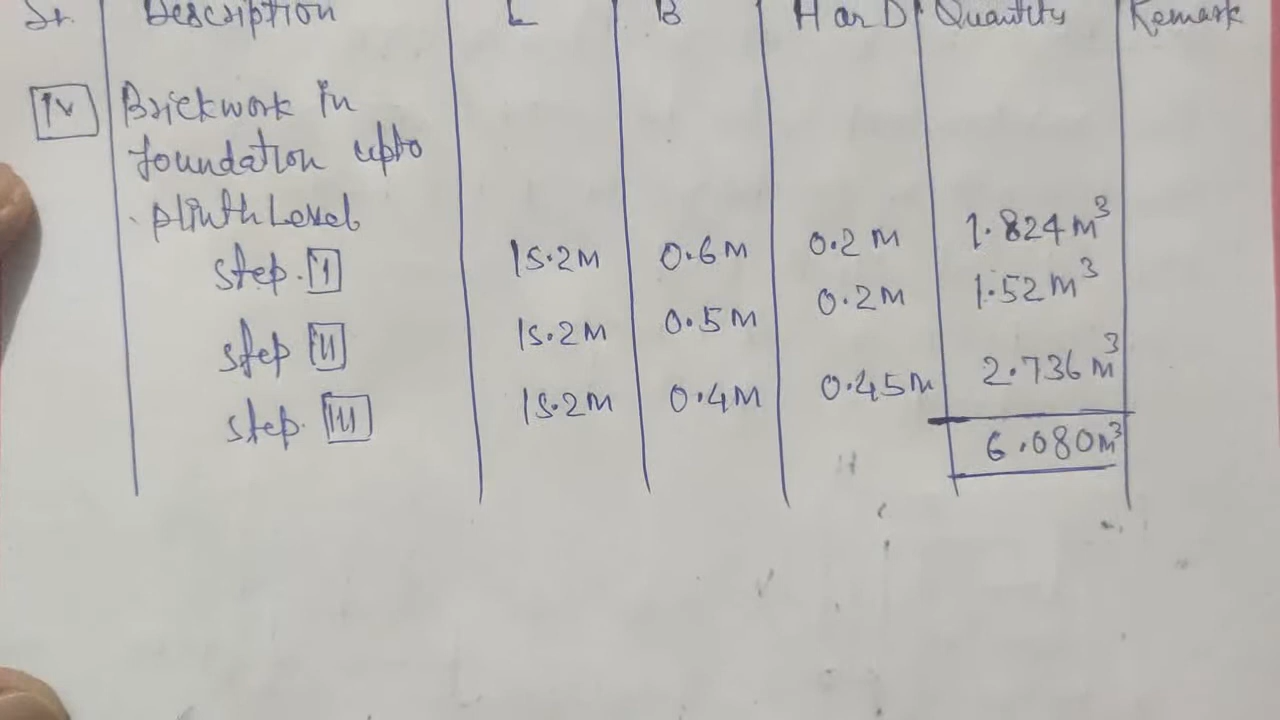 Sr. Description L B H or D Quantity Remark
IV Brickwork in
foundation upto
plinth Level
step. I 15.2M 0.6M 0.2M 1.824M³
step II 15.2M 0.5M 0.2M 1.52M³
step. III 15.2M 0.4M 0.45M 2.736M³
6.080M³